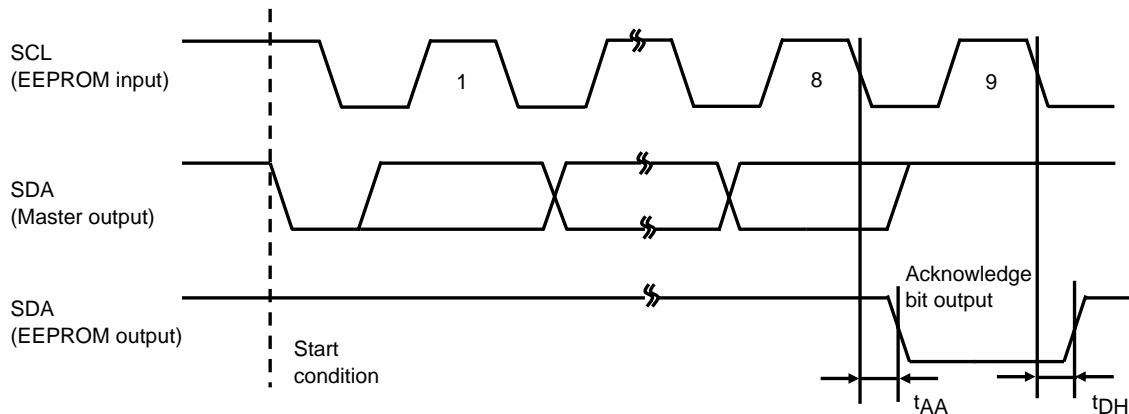 SCL
(EEPROM input)
1
8
9
SDA
(Master output)
SDA
(EEPROM output)
Acknowledge
bit output
Start
condition
tAA
tDH